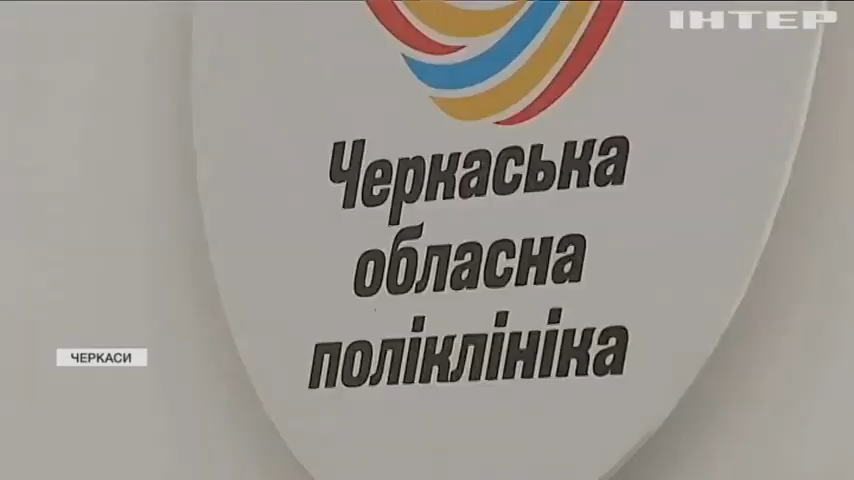 ІНТЕР
Черкаська
обласна
поліклініка
ЧЕРКАСИ